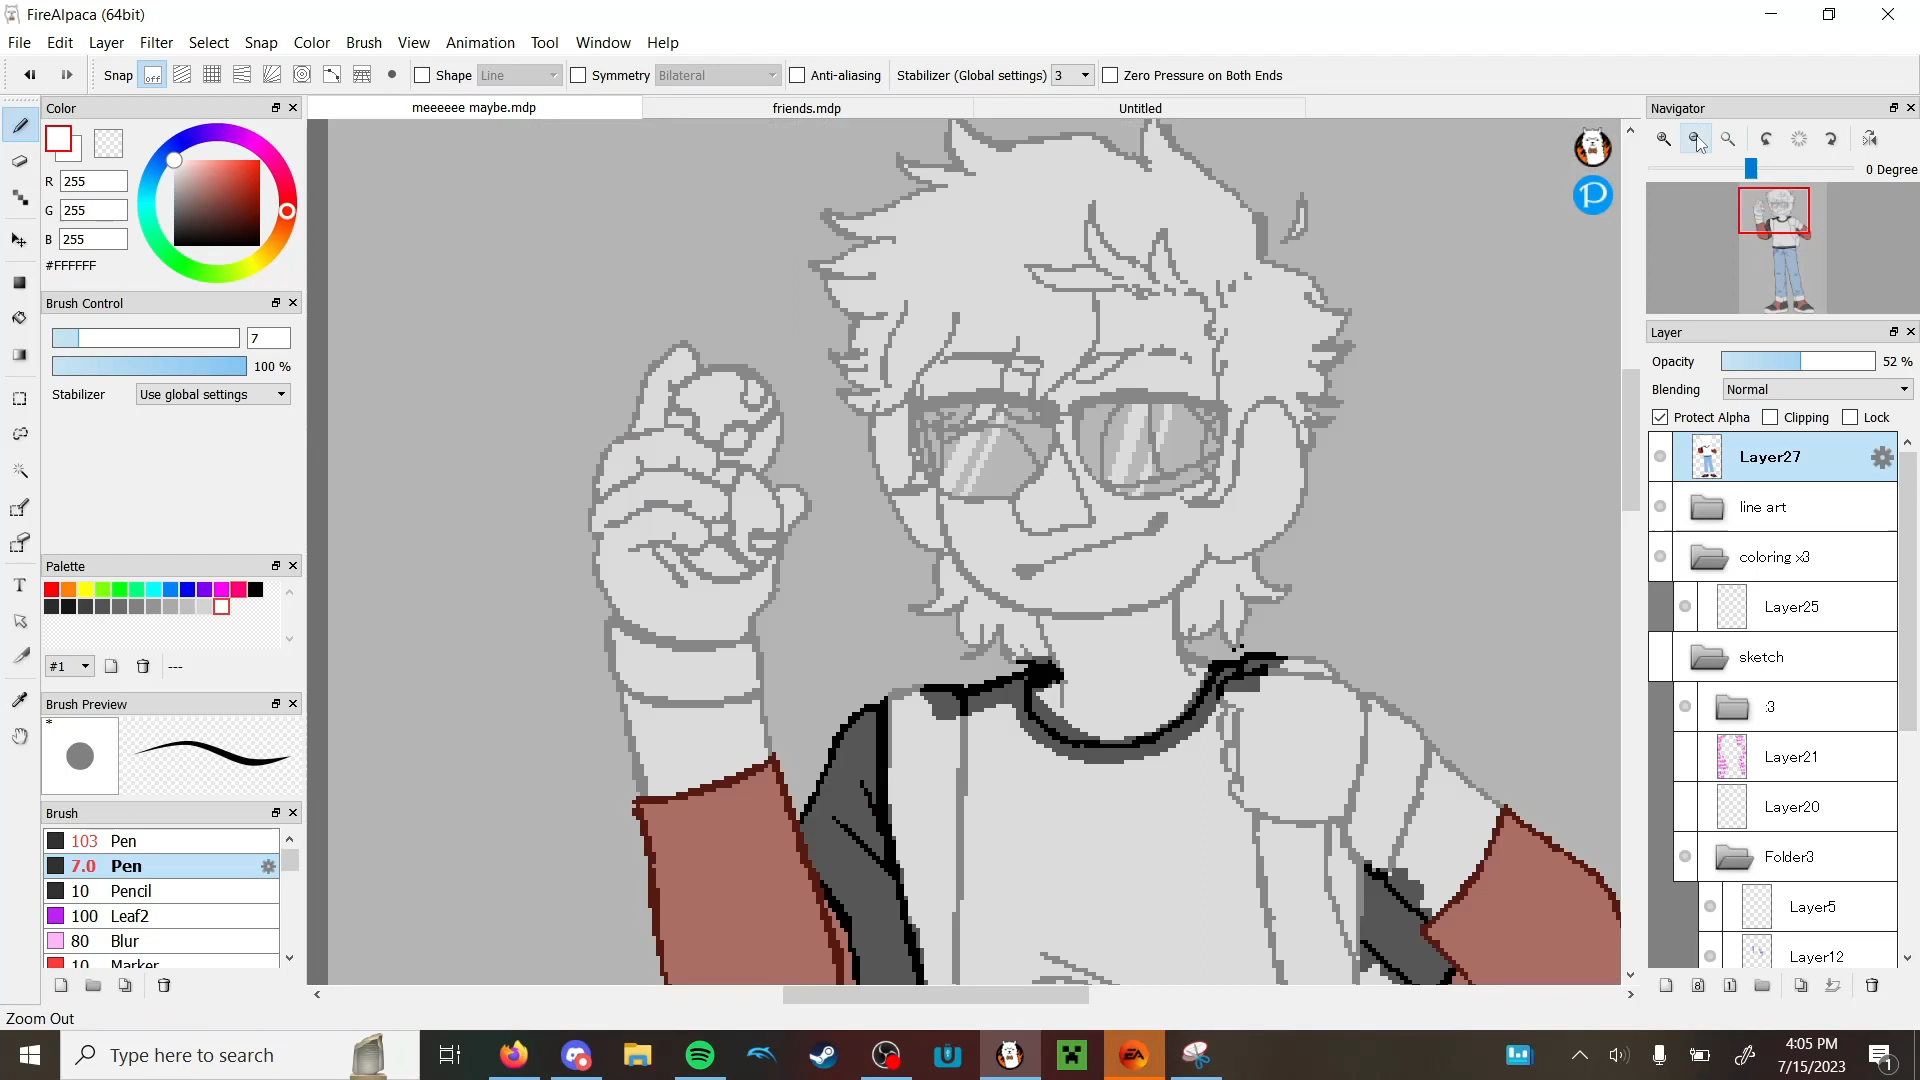 FireAlpaca (64bit)
File Edit Layer Filter Select Snap Color Brush View Animation Tool Window Help
Snap off Shape Line Symmetry Bilateral Anti-aliasing Stabilizer (Global settings) 3 Zero Pressure on Both Ends
Color
meeeeee maybe.mdp friends.mdp Untitled
Navigator
R 255
G 255
B 255
#FFFFFF
0 Degree
Brush Control
7
100 %
Stabilizer Use global settings
Layer
Opacity 52 %
Blending Normal
Protect Alpha Clipping Lock
Layer27
line art
coloring x3
Layer25
sketch
:3
Layer21
Layer20
Folder3
Layer5
Layer12
Palette
#1 ---
Brush Preview
*
Brush
103 Pen
7.0 Pen
10 Pencil
100 Leaf2
80 Blur
10 Marker
Zoom Out
Type here to search
4:05 PM
7/15/2023
1